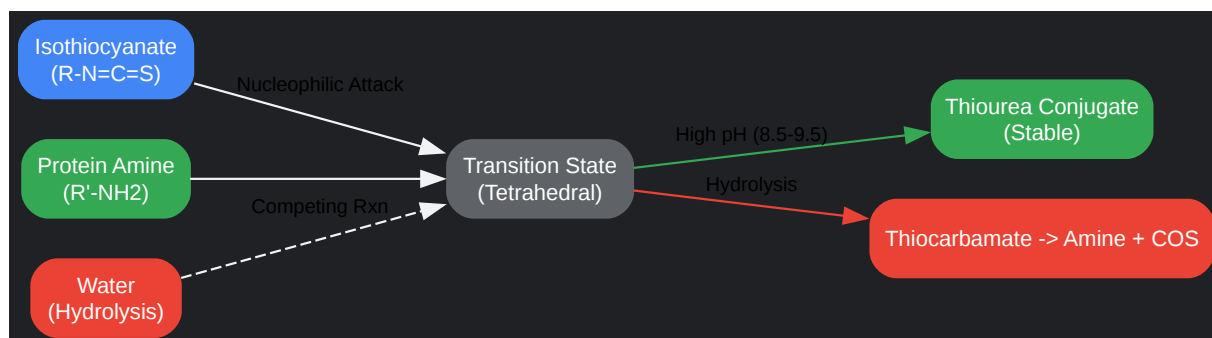 Isothiocyanate
(R-N=C=S)
Nucleophilic Attack
Protein Amine
(R'-NH2)
Competing Rxn
Water
(Hydrolysis)
Transition State
(Tetrahedral)
High pH (8.5-9.5)
Hydrolysis
Thiourea Conjugate
(Stable)
Thiocarbamate -> Amine + COS